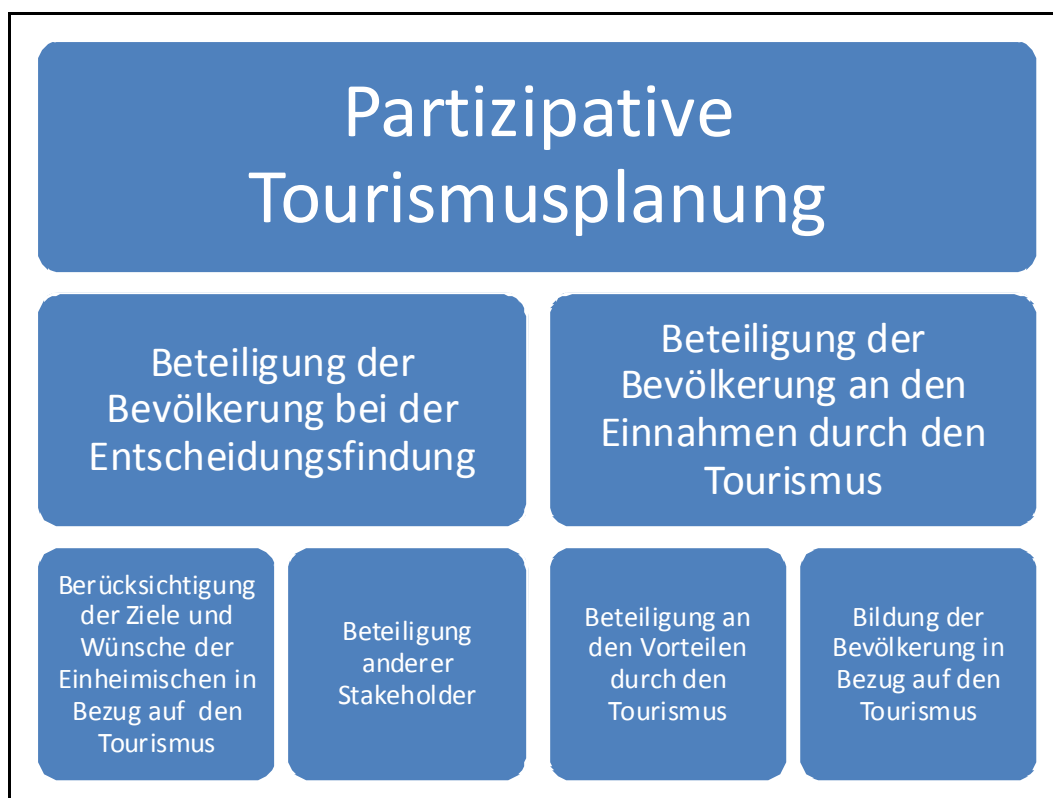 Partizipative
Tourismusplanung
Beteiligung der
Bevölkerung bei der
Entscheidungsfindung
Beteiligung der
Bevölkerung an den
Einnahmen durch den
Tourismus
Berücksichtigung
der Ziele und
Wünsche der
Einheimischen in
Bezug auf den
Tourismus
Beteiligung
anderer
Stakeholder
Beteiligung an
den Vorteilen
durch den
Tourismus
Bildung der
Bevölkerung in
Bezug auf den
Tourismus